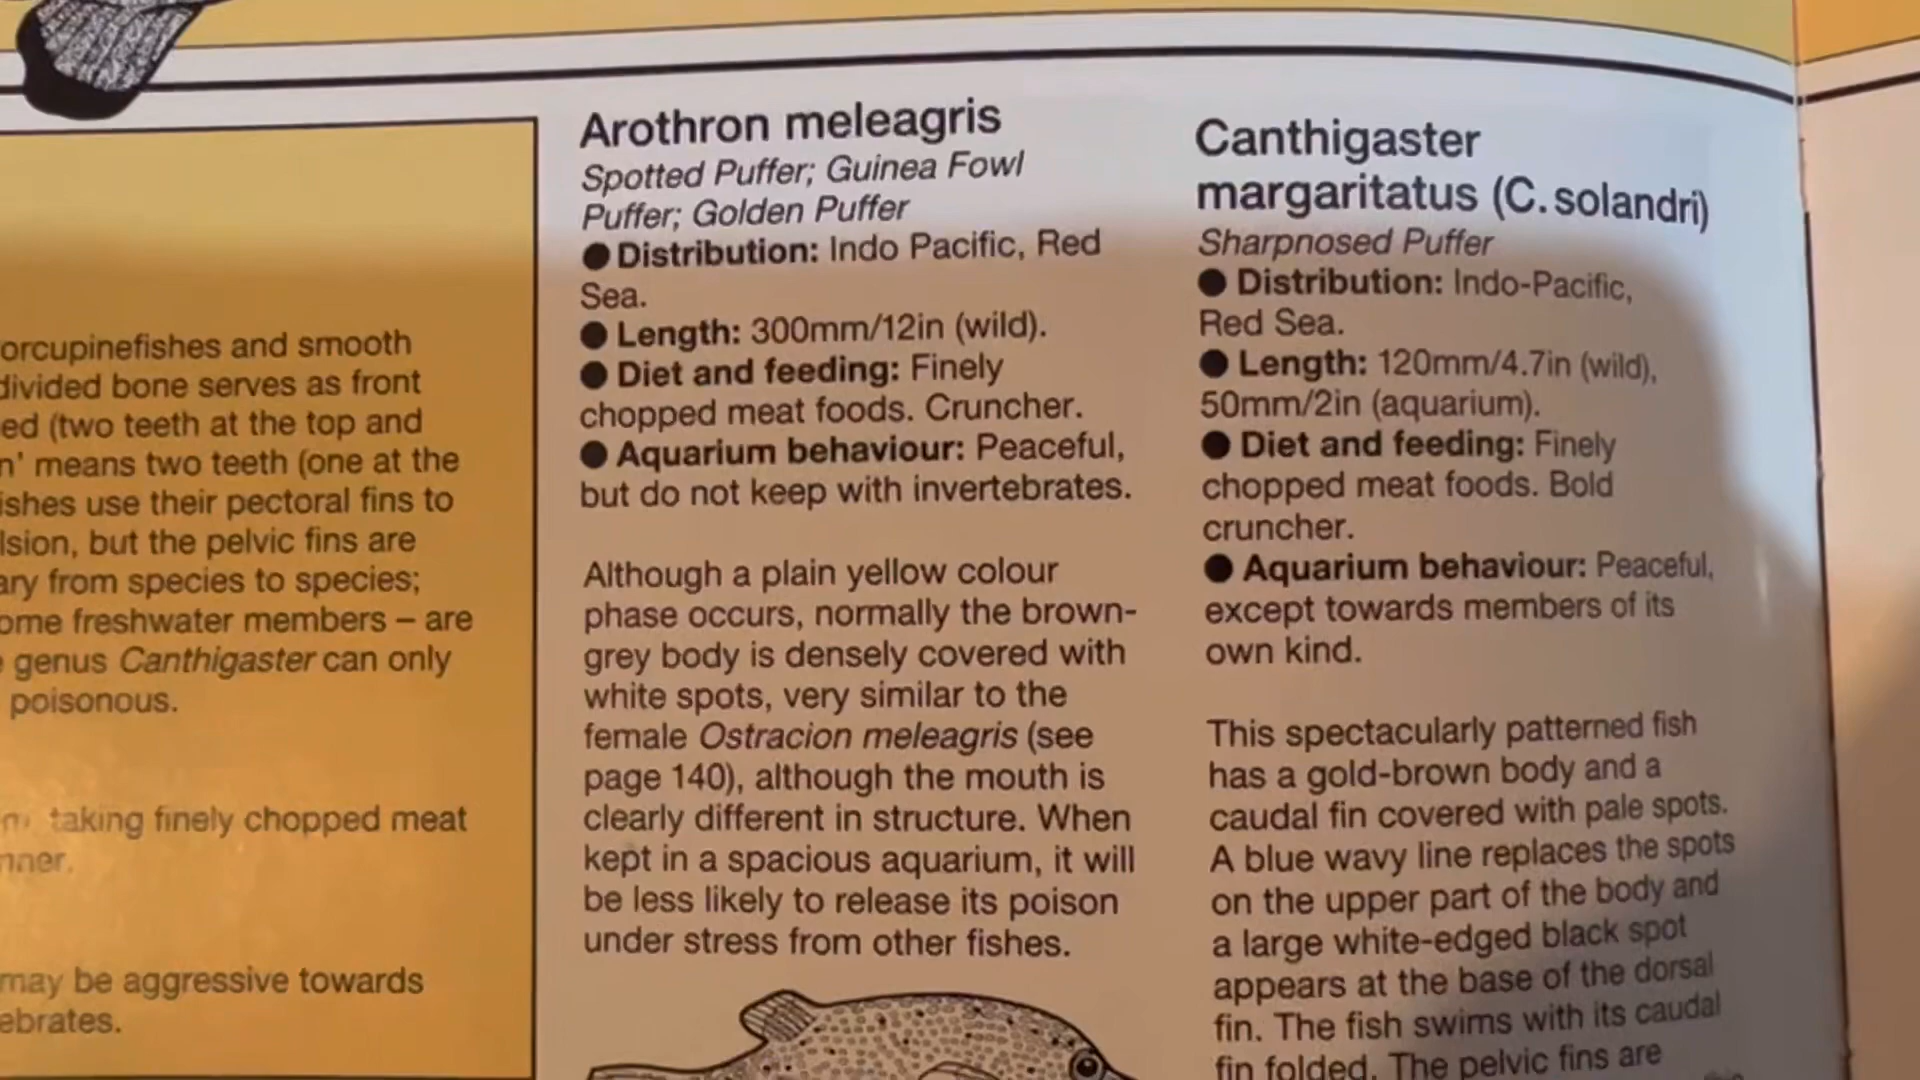 orcupinefishes and smooth
divided bone serves as front
ed (two teeth at the top and
n' means two teeth (one at the
ishes use their pectoral fins to
lsion, but the pelvic fins are
ary from species to species;
ome freshwater members – are
genus Canthigaster can only
poisonous.
taking finely chopped meat
nner.
may be aggressive towards
ebrates.
Arothron meleagris
Spotted Puffer; Guinea Fowl
Puffer; Golden Puffer
● Distribution: Indo Pacific, Red
Sea.
● Length: 300mm/12in (wild).
● Diet and feeding: Finely
chopped meat foods. Cruncher.
● Aquarium behaviour: Peaceful,
but do not keep with invertebrates.
Although a plain yellow colour
phase occurs, normally the brown-
grey body is densely covered with
white spots, very similar to the
female Ostracion meleagris (see
page 140), although the mouth is
clearly different in structure. When
kept in a spacious aquarium, it will
be less likely to release its poison
under stress from other fishes.
Canthigaster
margaritatus (C. solandri)
Sharpnosed Puffer
● Distribution: Indo-Pacific,
Red Sea.
● Length: 120mm/4.7in (wild),
50mm/2in (aquarium).
● Diet and feeding: Finely
chopped meat foods. Bold
cruncher.
● Aquarium behaviour: Peaceful,
except towards members of its
own kind.
This spectacularly patterned fish
has a gold-brown body and a
caudal fin covered with pale spots.
A blue wavy line replaces the spots
on the upper part of the body and
a large white-edged black spot
appears at the base of the dorsal
fin. The fish swims with its caudal
fin folded. The pelvic fins are